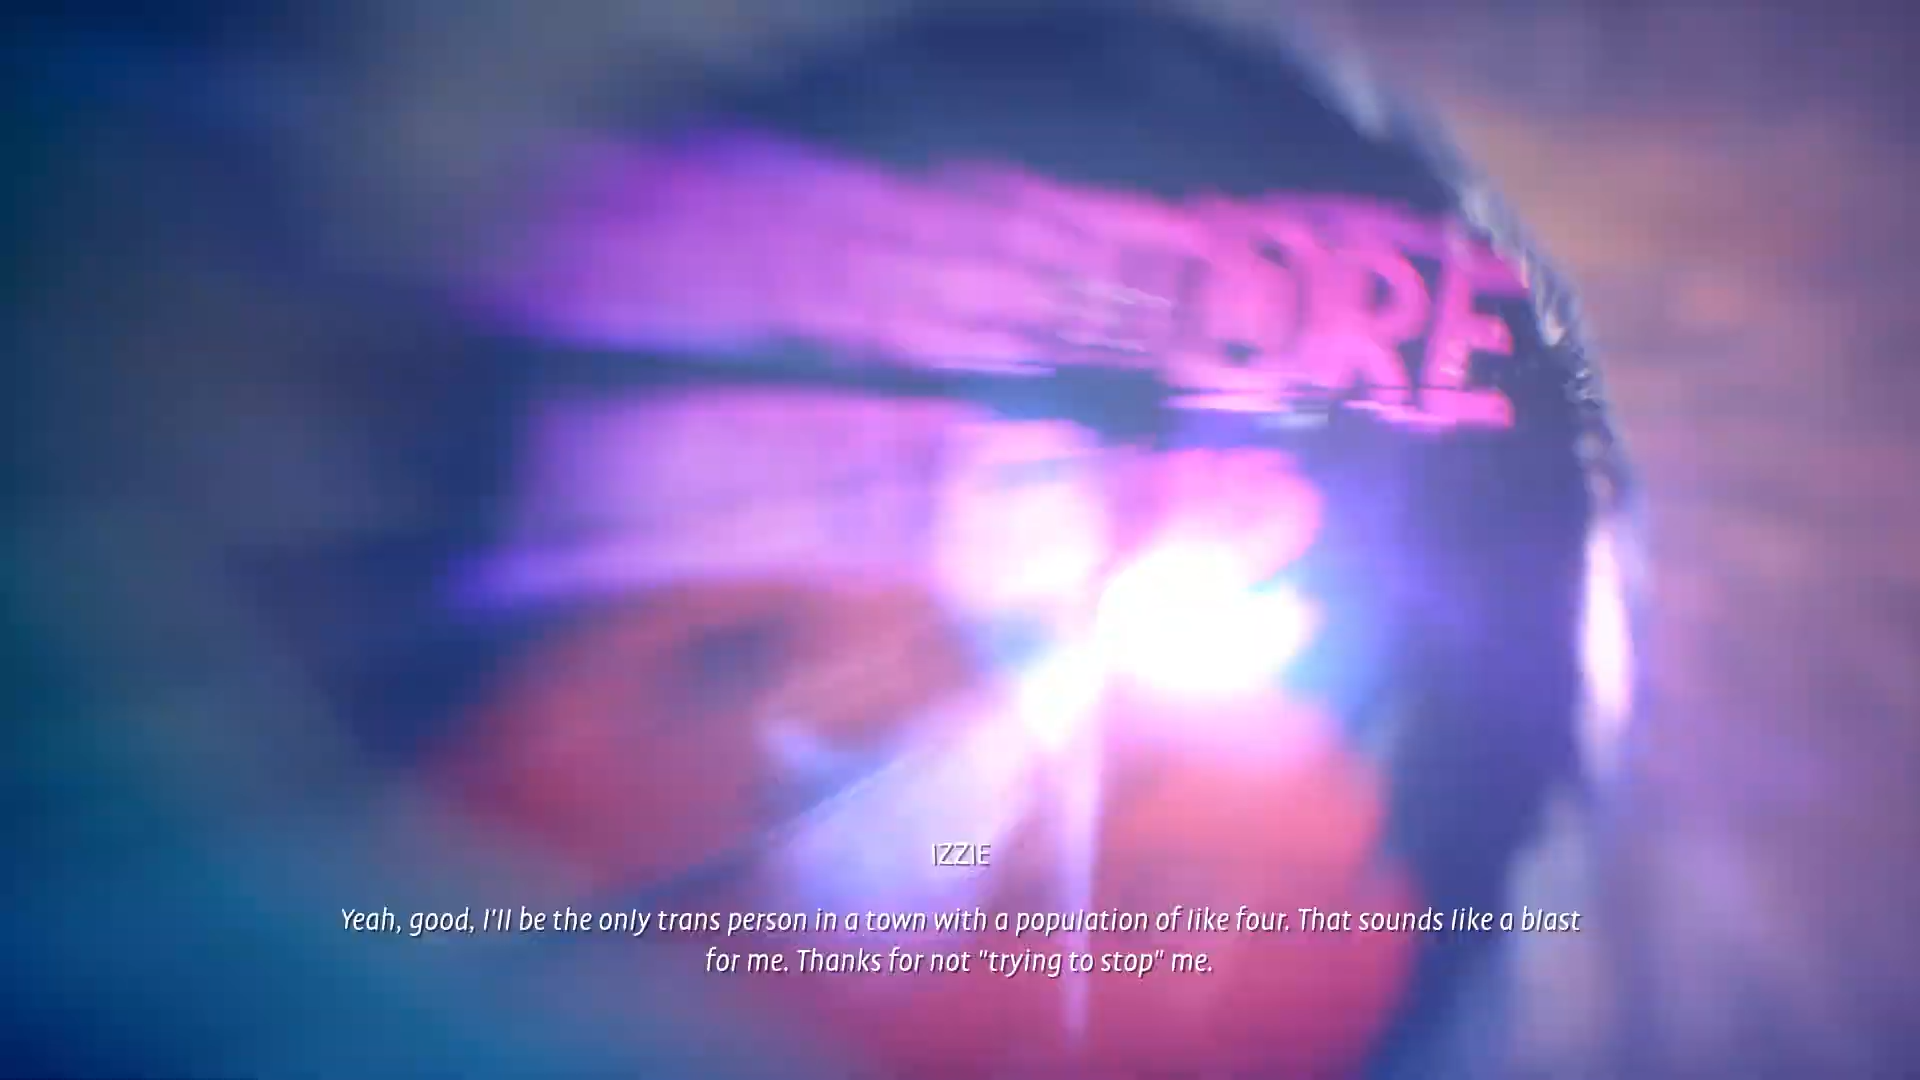 ORE
IZZIE
Yeah, good, I'll be the only trans person in a town with a population of like four. That sounds like a blast
for me. Thanks for not "trying to stop" me.